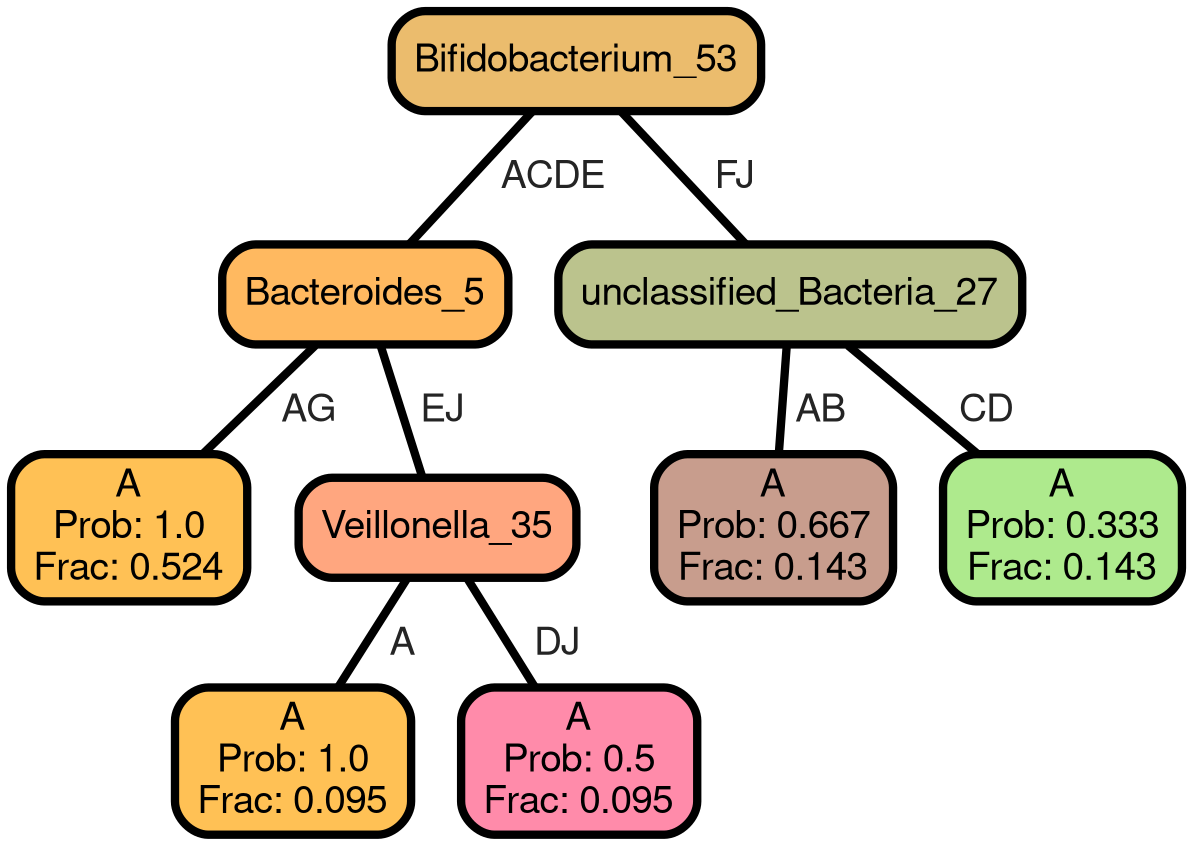 Bifidobacterium_53
ACDE
FJ
Bacteroides_5
unclassified_Bacteria_27
AG
EJ
AB
CD
A
Prob: 1.0
Frac: 0.524
Veillonella_35
A
Prob: 0.667
Frac: 0.143
A
Prob: 0.333
Frac: 0.143
A
DJ
A
Prob: 1.0
Frac: 0.095
A
Prob: 0.5
Frac: 0.095